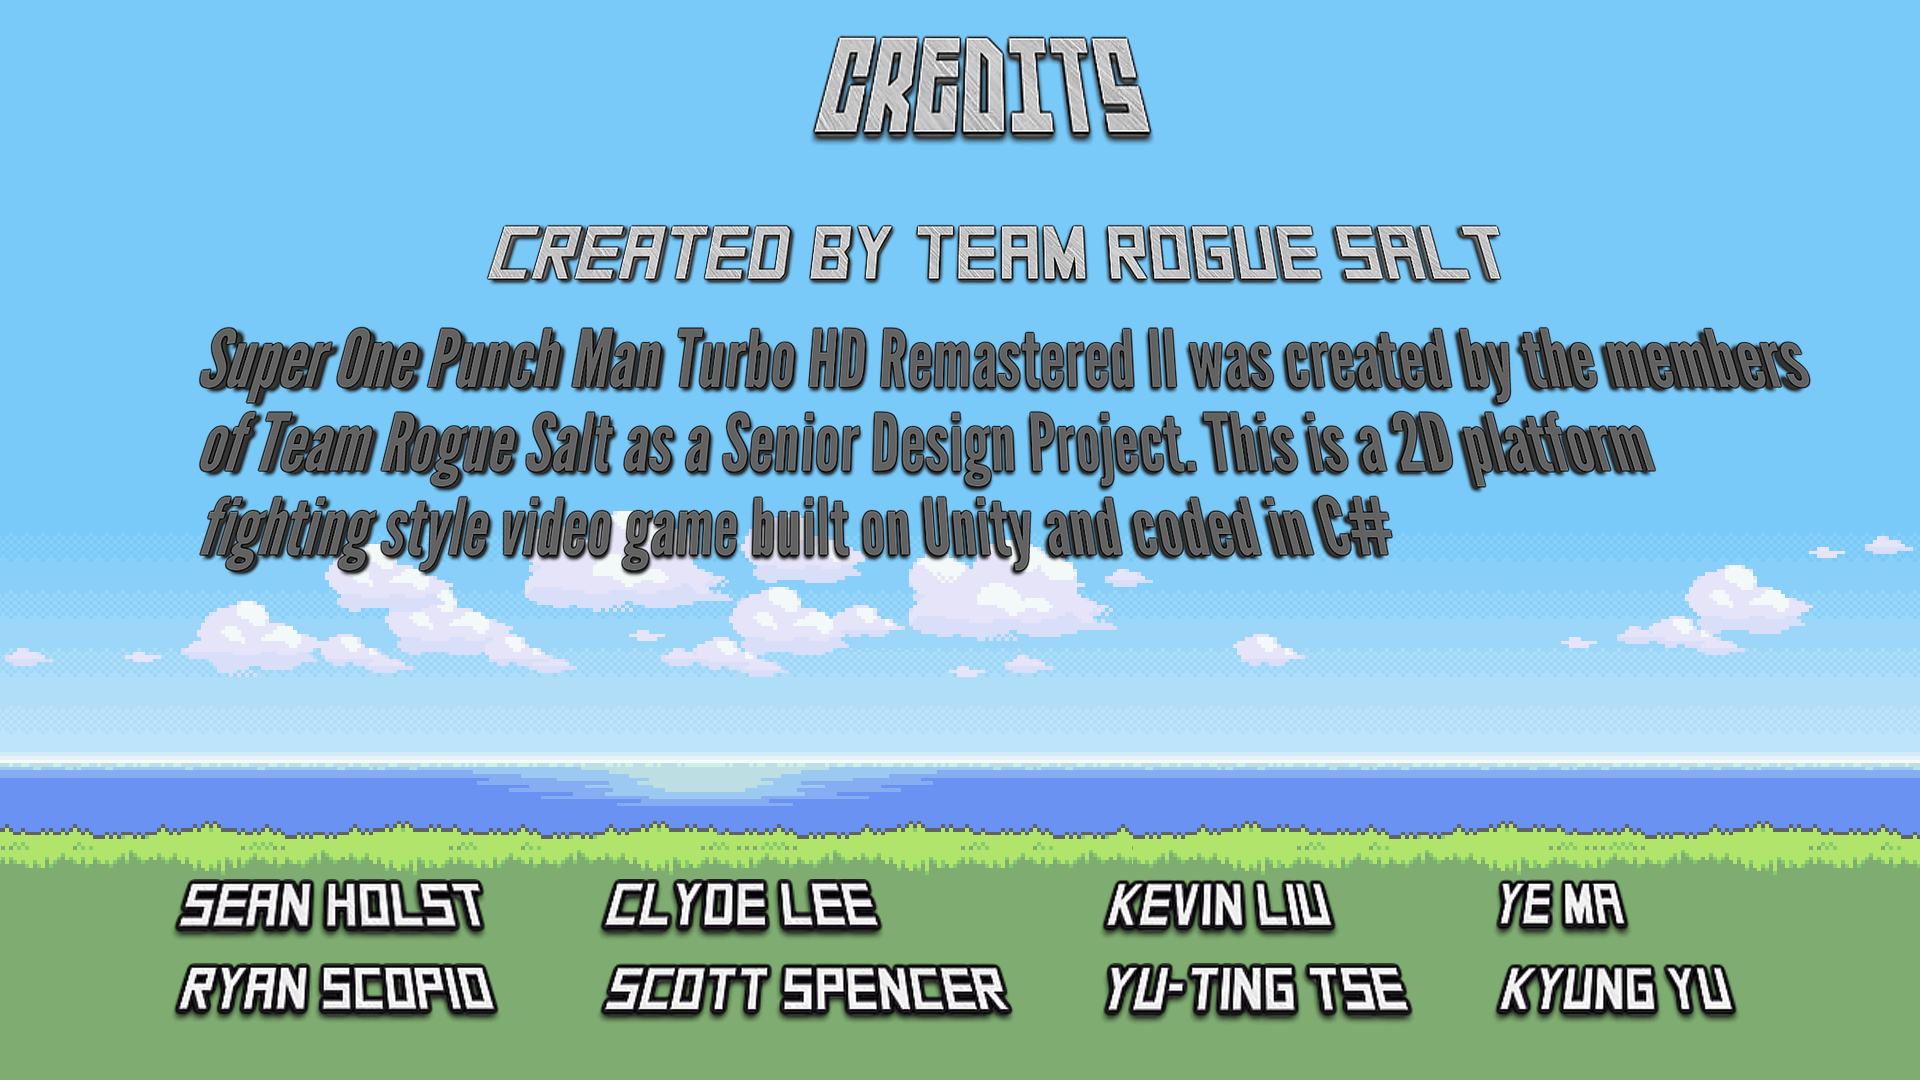 CREDITS
CREATED BY TEAM ROGUE SALT
Super One Punch Man Turbo HD Remastered II was created by the members
of Team Rogue Salt as a Senior Design Project. This is a 2D platform
fighting style video game built on Unity and coded in C#
SEAN HOLST CLYDE LEE KEVIN LIU YE MA
RYAN SCOPIO SCOTT SPENCER YU-TING TSE KYUNG YU